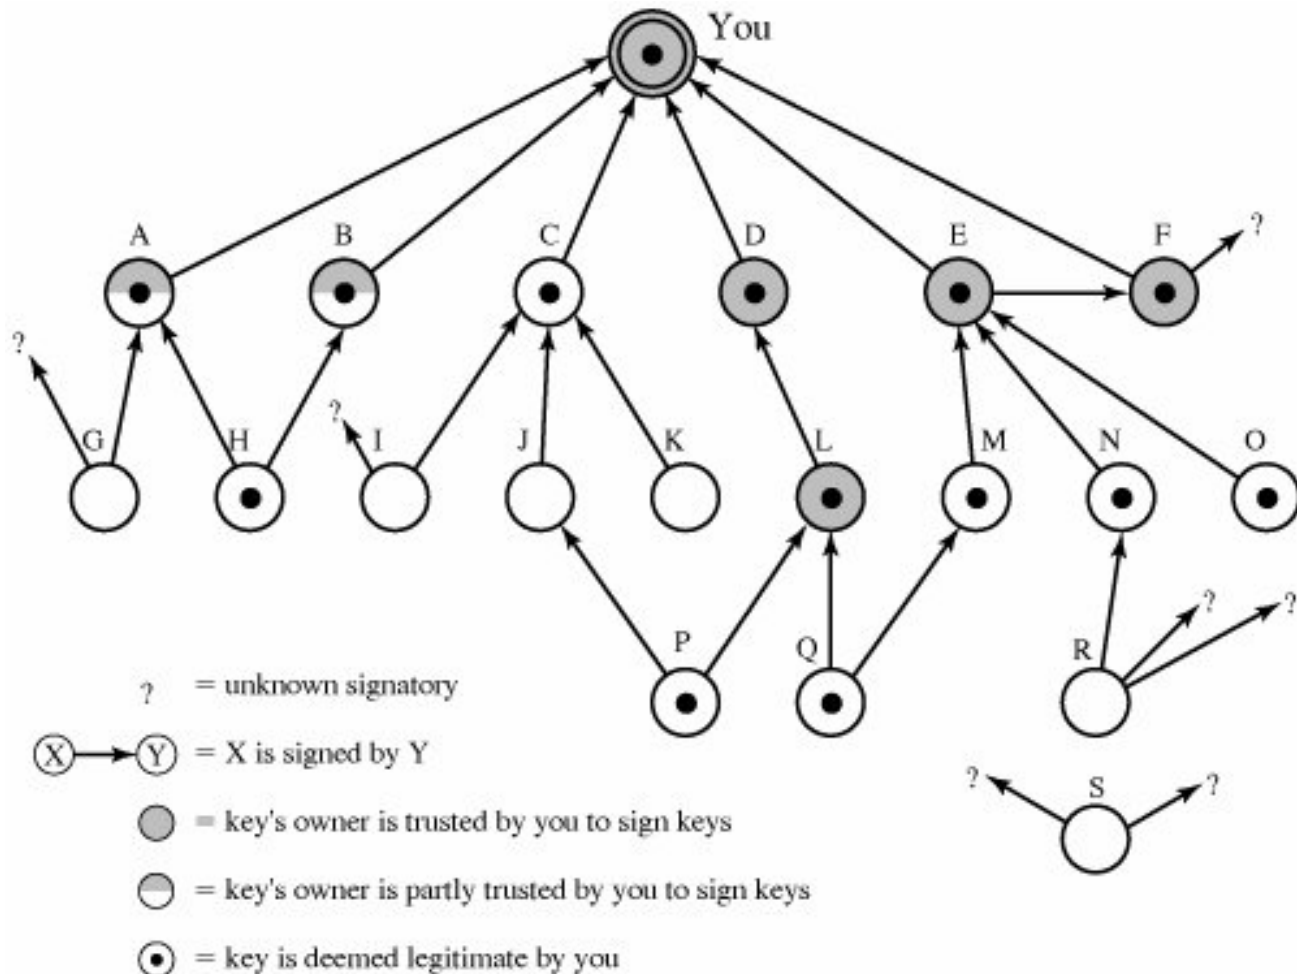 You
A B C D E F ?
?
? G H I J K L M N O
P Q R ? ?
? = unknown signatory
X Y = X is signed by Y
? S ?
= key's owner is trusted by you to sign keys
= key's owner is partly trusted by you to sign keys
= key is deemed legitimate by you